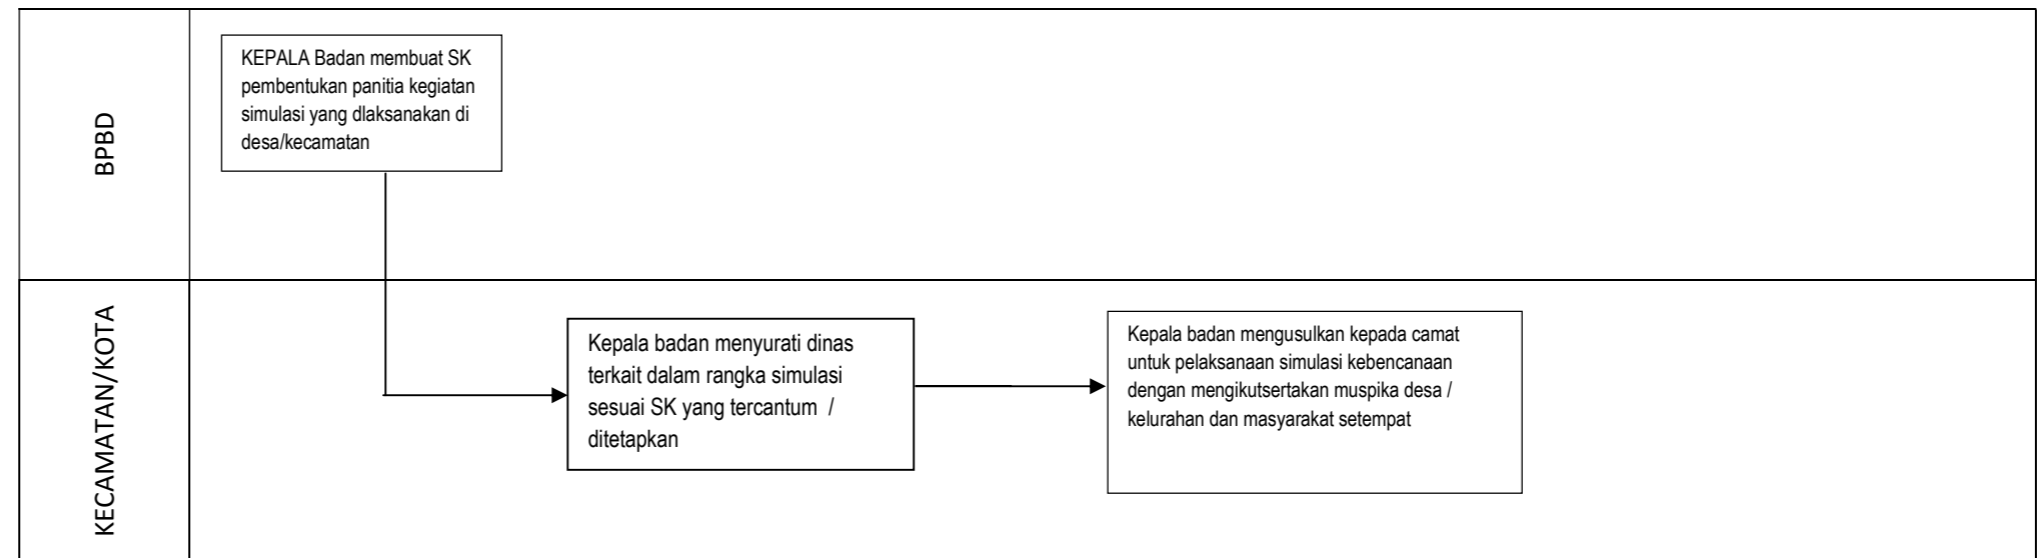 BPBD
KEPALA Badan membuat SK
pembentukan panitia kegiatan
simulasi yang dlaksanakan di
desa/kecamatan
KECAMATAN/KOTA
Kepala badan menyurati dinas
terkait dalam rangka simulasi
sesuai SK yang tercantum /
ditetapkan
Kepala badan mengusulkan kepada camat
untuk pelaksanaan simulasi kebencanaan
dengan mengikutsertakan muspika desa /
kelurahan dan masyarakat setempat